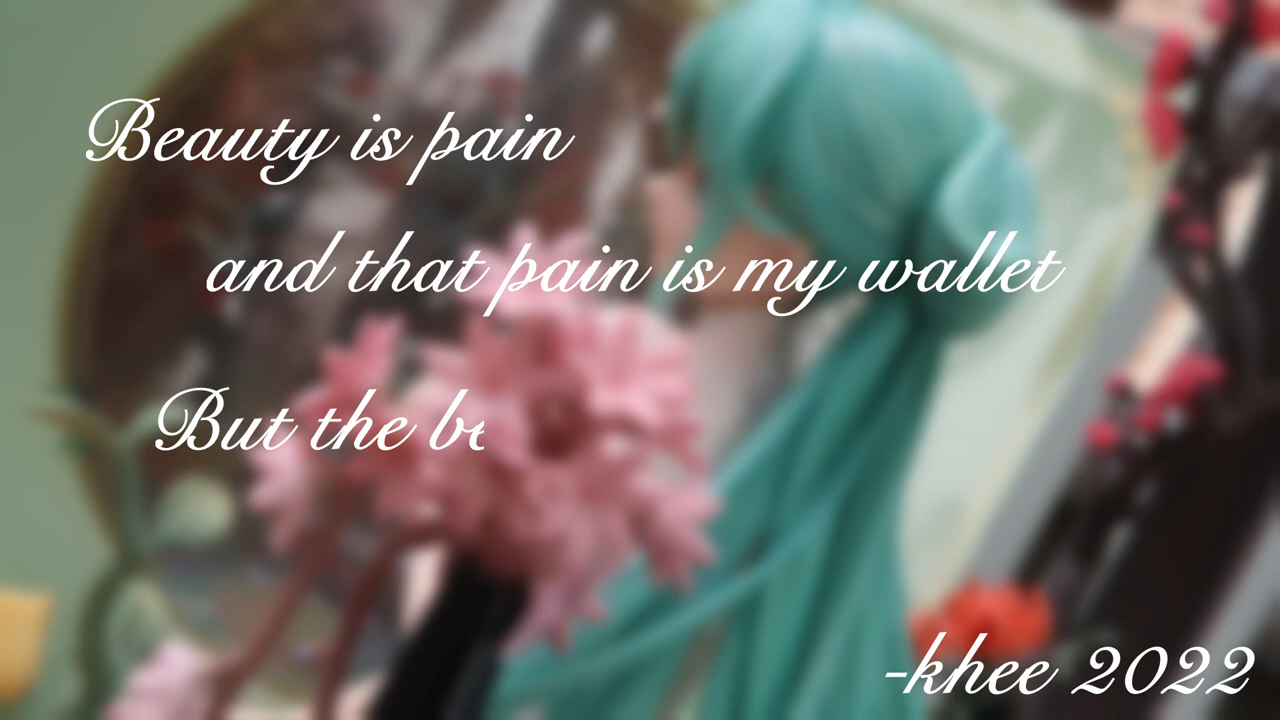 Beauty is pain
and that pain is my wallet
But the
-khee 2022